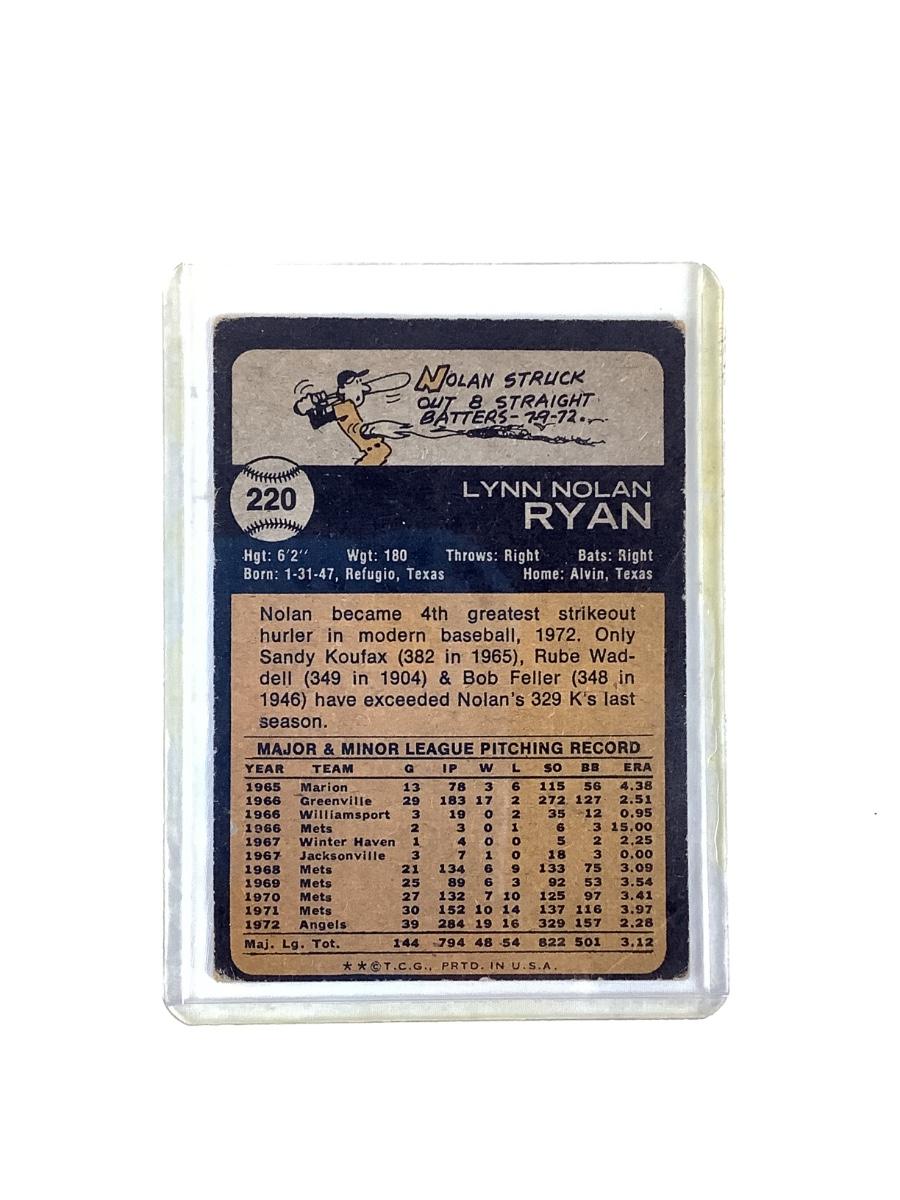 NOLAN STRUCK
OUT 8 STRAIGHT
BATTERS-7-9-72...
220
LYNN NOLAN
RYAN
Hgt: 6'2" Wgt: 180 Throws: Right Bats: Right
Born: 1-31-47, Refugio, Texas Home: Alvin, Texas
Nolan became 4th greatest strikeout
hurler in modern baseball, 1972. Only
Sandy Koufax (382 in 1965), Rube Wad-
dell (349 in 1904) & Bob Feller (348 in
1946) have exceeded Nolan's 329 K's last
season.
MAJOR & MINOR LEAGUE PITCHING RECORD
YEAR TEAM G IP W L SO BB ERA
1965 Marion 13 78 3 6 115 56 4.38
1966 Greenville 29 183 17 2 272 127 2.51
1966 Williamsport 3 19 0 2 35 12 0.95
1966 Mets 2 3 0 1 6 3 15.00
1967 Winter Haven 1 4 0 0 5 2 2.25
1967 Jacksonville 3 7 1 0 18 3 0.00
1968 Mets 21 134 6 9 133 75 3.09
1969 Mets 25 89 6 3 92 53 3.54
1970 Mets 27 132 7 10 125 97 3.41
1971 Mets 30 152 10 14 137 116 3.97
1972 Angels 39 284 19 16 329 157 2.28
Maj. Lg. Tot. 144 794 48 54 822 501 3.12
★★©T.C.G., PRTD. IN U.S.A.